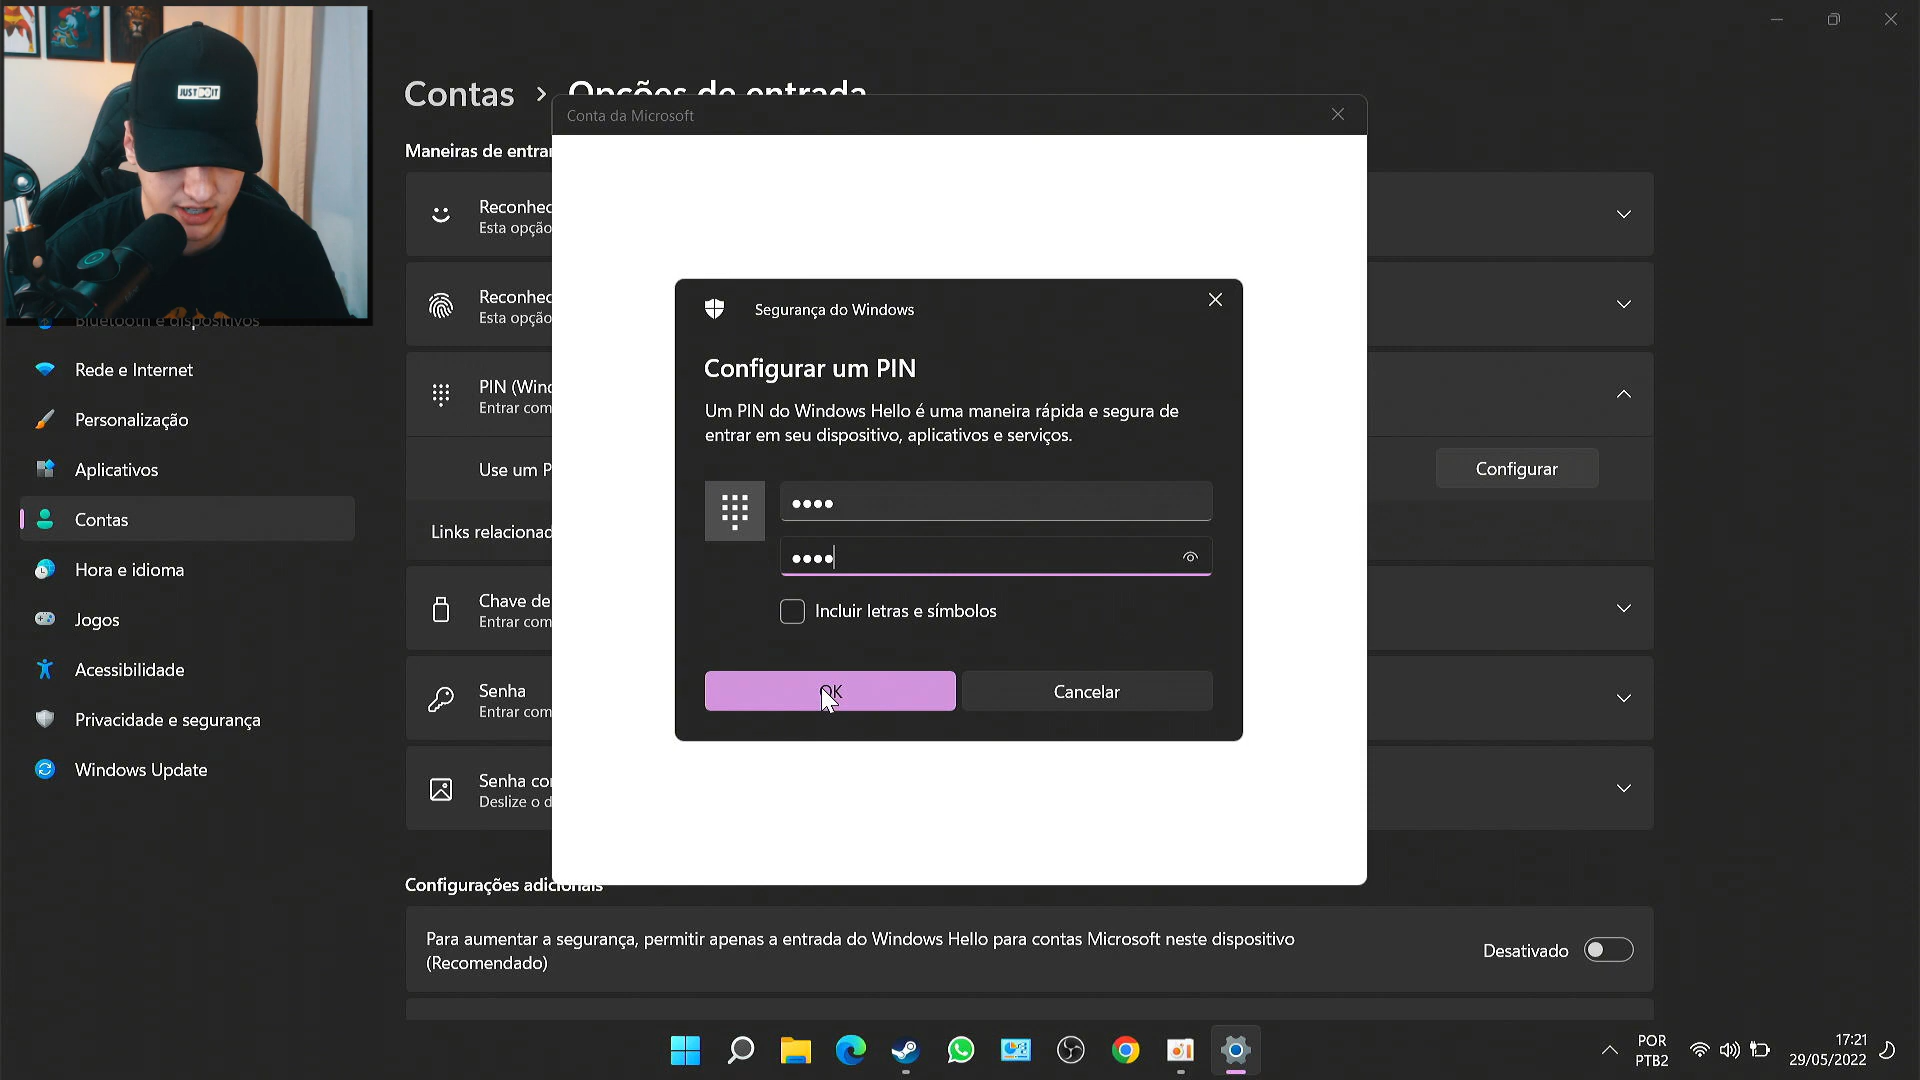 JUST DO IT
Contas
Conta da Microsoft
Maneiras de entrar
Reconhec
Esta opção
Reconhec
Esta opção
PIN (Wind
Entrar com
Use um P
Configurar
Links relacionad
Chave de
Entrar com
Senha
Entrar com
Senha co
Deslize o d
Segurança do Windows
Configurar um PIN
Um PIN do Windows Hello é uma maneira rápida e segura de
entrar em seu dispositivo, aplicativos e serviços.
Incluir letras e símbolos
OK
Cancelar
Bluetooth e dispositivos
Rede e Internet
Personalização
Aplicativos
Contas
Hora e idioma
Jogos
Acessibilidade
Privacidade e segurança
Windows Update
Configurações adicionais
Para aumentar a segurança, permitir apenas a entrada do Windows Hello para contas Microsoft neste dispositivo
(Recomendado)
Desativado
POR
PTB2
17:21
29/05/2022